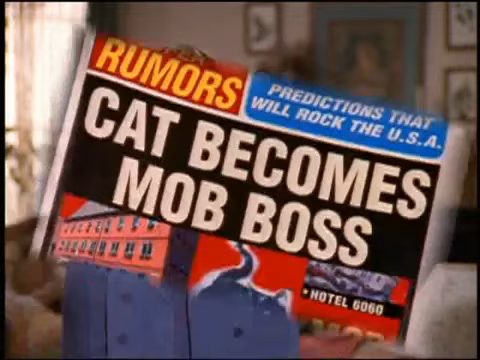 RUMORS
PREDICTIONS THAT
WILL ROCK THE U.S.A.
CAT BECOMES
MOB BOSS
• HOTEL 6060